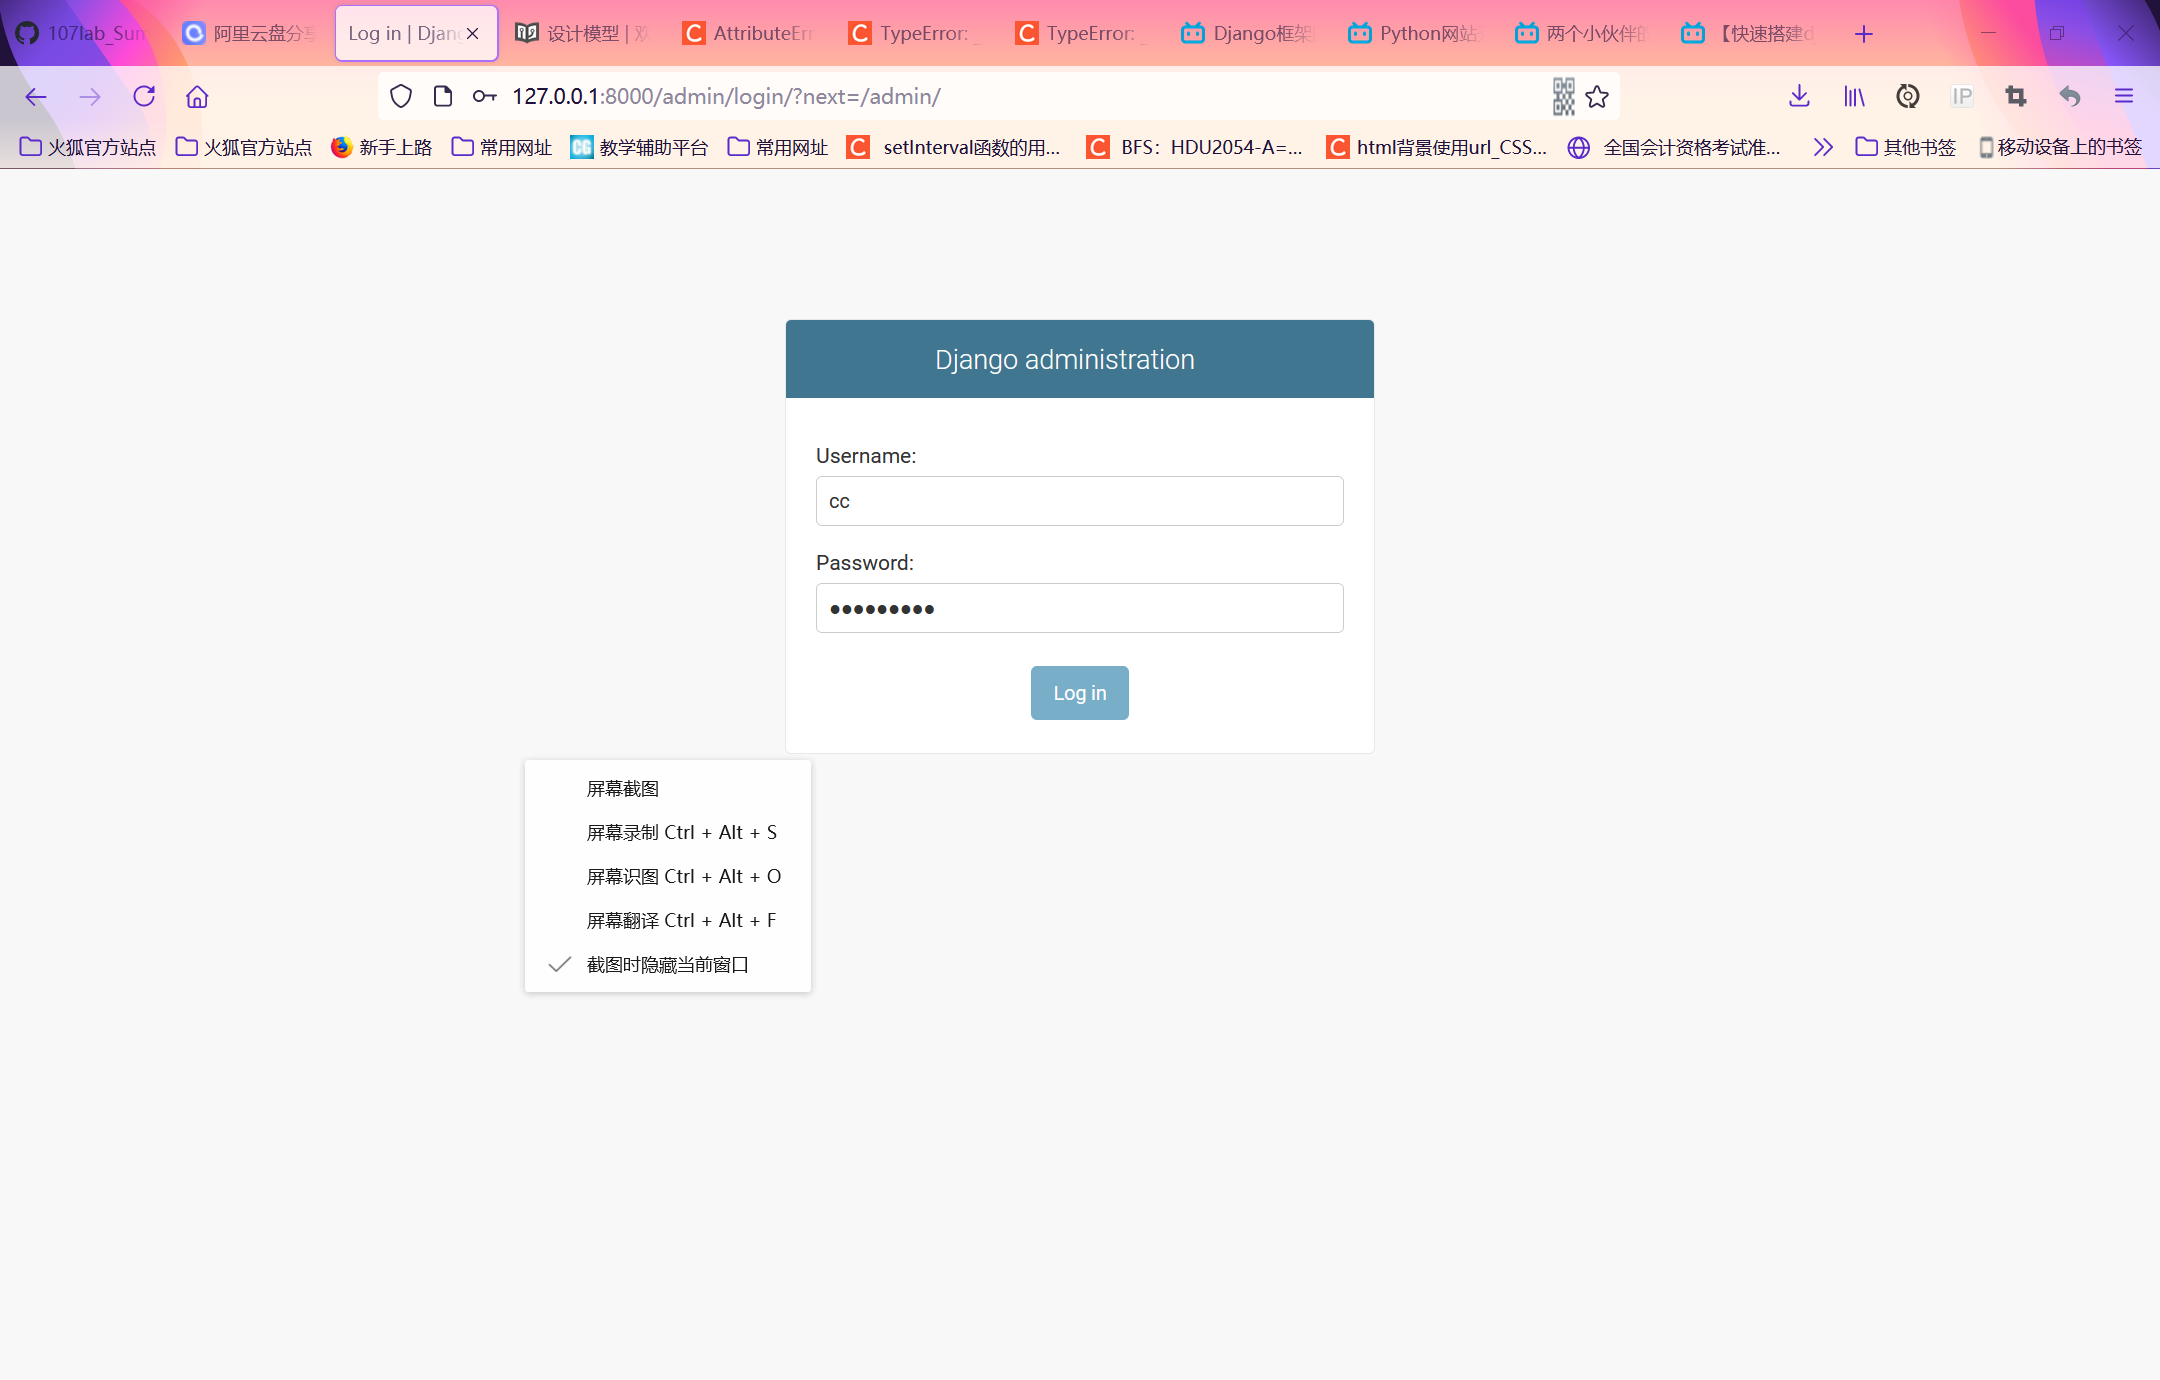 107lab_Sum
阿里云盘分享
Log in | Djang
设计模型 | 双
AttributeErr
TypeError: _
TypeError: _
Django框架
Python网站
两个小伙伴的
【快速搭建d
127.0.0.1:8000/admin/login/?next=/admin/
IP
火狐官方站点
火狐官方站点
新手上路
常用网址
CG 教学辅助平台
常用网址
setInterval函数的用...
BFS：HDU2054-A=...
html背景使用url_CSS...
全国会计资格考试准...
其他书签
移动设备上的书签
Django administration
Username:
cc
Password:
Log in
屏幕截图
屏幕录制 Ctrl + Alt + S
屏幕识图 Ctrl + Alt + O
屏幕翻译 Ctrl + Alt + F
截图时隐藏当前窗口